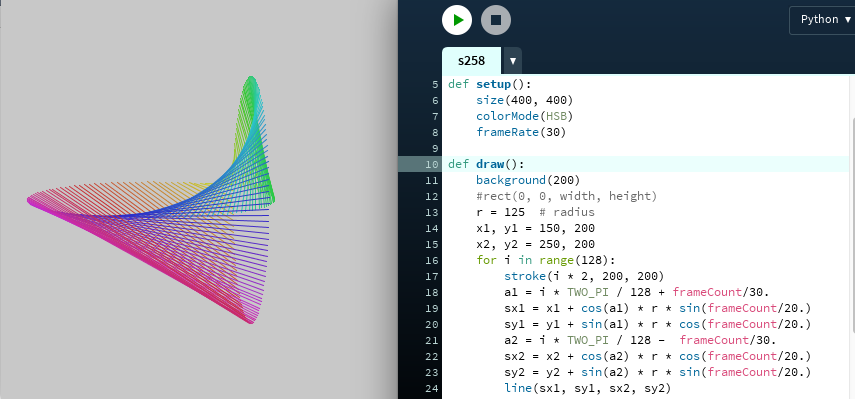 Python ▾
s258 ▾
5 def setup():
6     size(400, 400)
7     colorMode(HSB)
8     frameRate(30)
9
10 def draw():
11     background(200)
12     #rect(0, 0, width, height)
13     r = 125  # radius
14     x1, y1 = 150, 200
15     x2, y2 = 250, 200
16     for i in range(128):
17         stroke(i * 2, 200, 200)
18         a1 = i * TWO_PI / 128 + frameCount/30.
19         sx1 = x1 + cos(a1) * r * sin(frameCount/20.)
20         sy1 = y1 + sin(a1) * r * cos(frameCount/20.)
21         a2 = i * TWO_PI / 128 -  frameCount/30.
22         sx2 = x2 + cos(a2) * r * cos(frameCount/20.)
23         sy2 = y2 + sin(a2) * r * sin(frameCount/20.)
24         line(sx1, sy1, sx2, sy2)